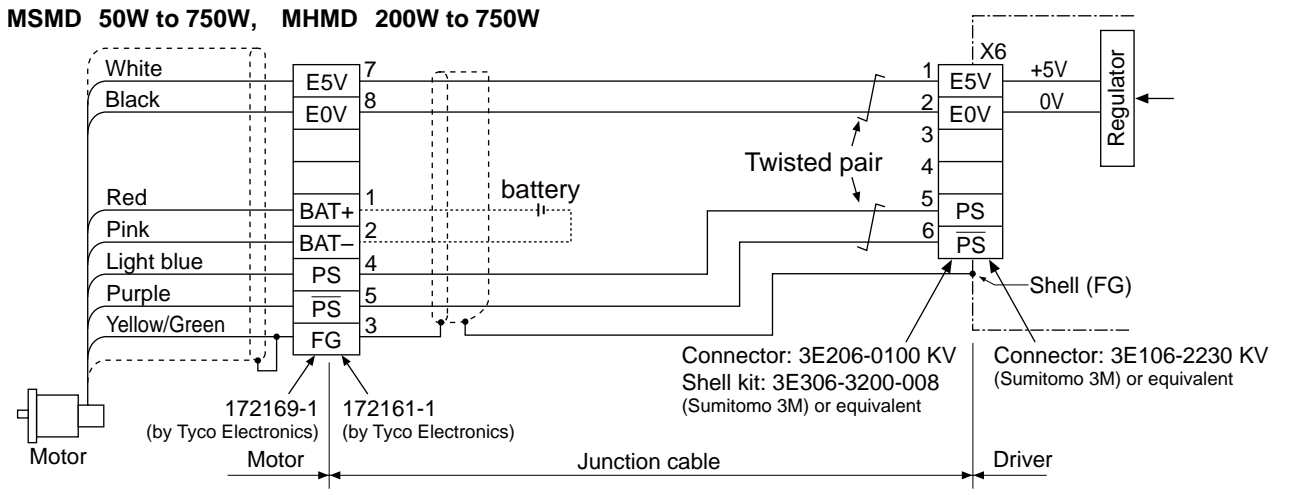 MSMD 50W to 750W, MHMD 200W to 750W
X6
White
7
1
+5V
E5V
E5V
Black
8
2
0V
E0V
E0V
Regulator
3
4
Twisted pair
battery
Red
1
5
BAT+
PS
Pink
2
6
BAT–
P̅S̅
Light blue
4
PS
Shell (FG)
Purple
5
P̅S̅
Yellow/Green
3
FG
Connector: 3E206-0100 KV
Shell kit: 3E306-3200-008
(Sumitomo 3M) or equivalent
Connector: 3E106-2230 KV
(Sumitomo 3M) or equivalent
172169-1
(by Tyco Electronics)
172161-1
(by Tyco Electronics)
Motor
Motor
Junction cable
Driver